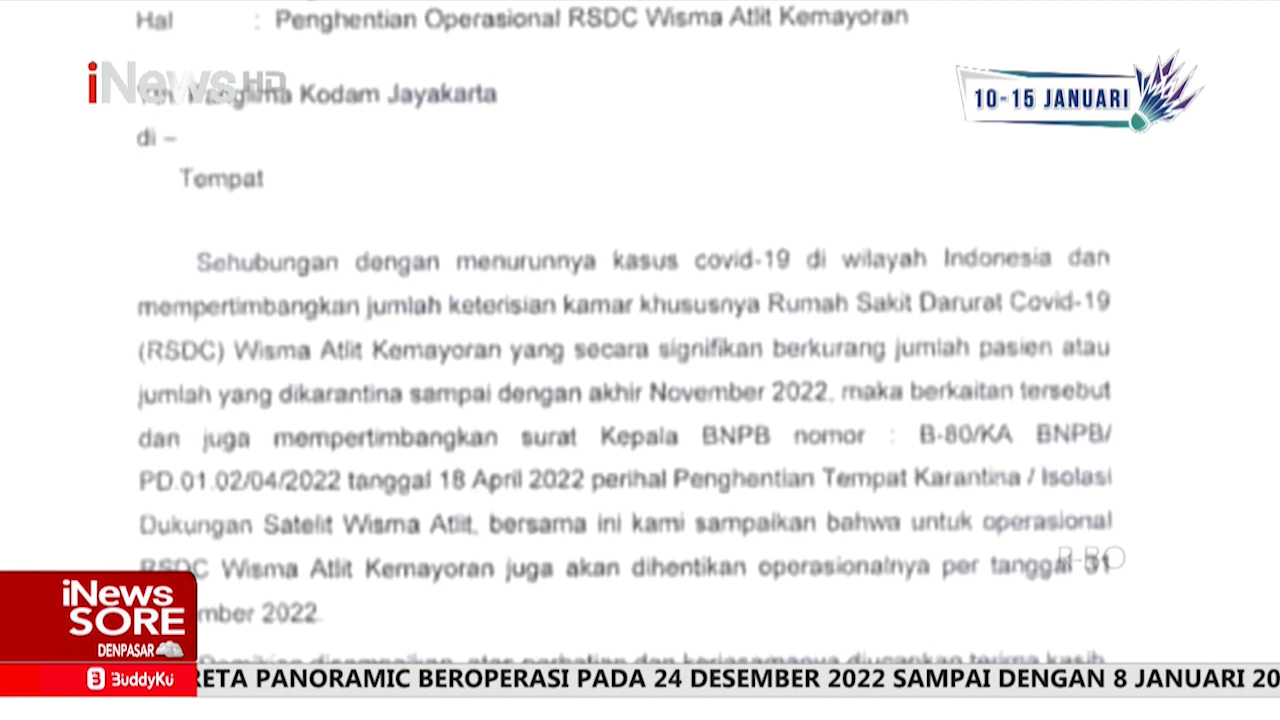 Hal : Penghentian Operasional RSDC Wisma Atlit Kemayoran
iNews HD
10-15 JANUARI
Kodam Jayakarta
di –
Tempat
Sehubungan dengan menurunnya kasus covid-19 di wilayah Indonesia dan
mempertimbangkan jumlah keterisian kamar khususnya Rumah Sakit Darurat Covid-19
(RSDC) Wisma Atlit Kemayoran yang secara signifikan berkurang jumlah pasien atau
jumlah yang dikarantina sampai dengan akhir November 2022, maka berkaitan tersebut
dan juga mempertimbangkan surat Kepala BNPB nomor : B-80/KA BNPB/
PD.01.02/04/2022 tanggal 18 April 2022 perihal Penghentian Tempat Karantina / Isolasi
Dukungan Satelit Wisma Atlit, bersama ini kami sampaikan bahwa untuk operasional
RSDC Wisma Atlit Kemayoran juga akan dihentikan operasionalnya per tanggal 31
R-BO
mber 2022.
iNews
SORE
DENPASAR
BuddyKu
RETA PANORAMIC BEROPERASI PADA 24 DESEMBER 2022 SAMPAI DENGAN 8 JANUARI 20